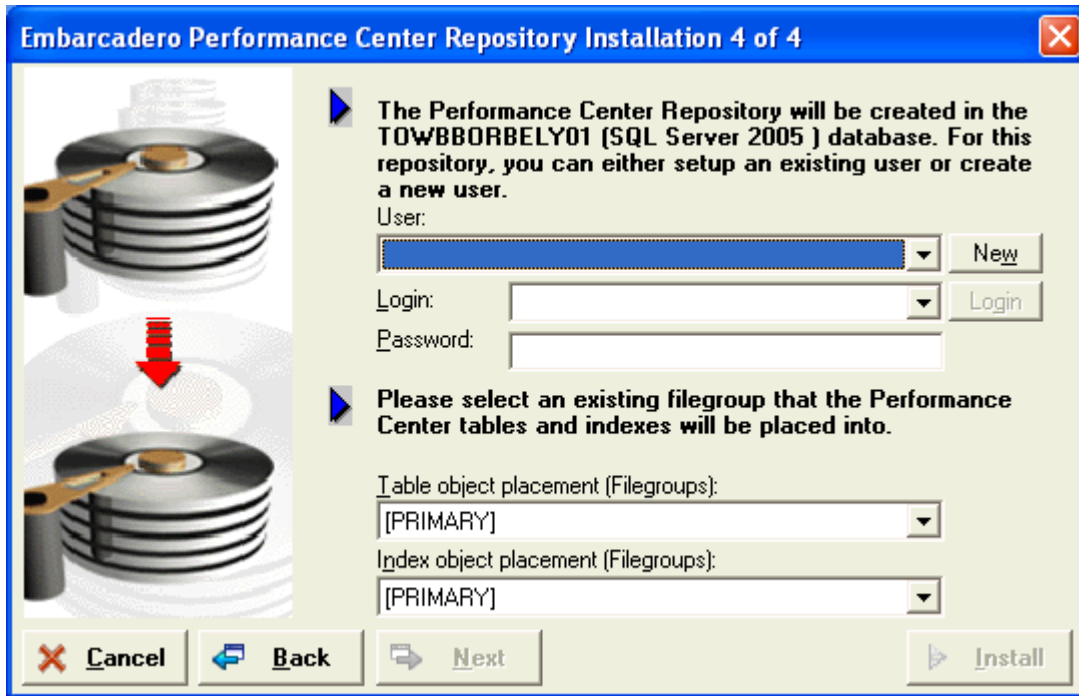 Embarcadero Performance Center Repository Installation 4 of 4
The Performance Center Repository will be created in the
TOWBBORBELY01 (SQL Server 2005 ) database. For this
repository, you can either setup an existing user or create
a new user.
User:
New
Login:
Login
Password:
Please select an existing filegroup that the Performance
Center tables and indexes will be placed into.
Table object placement (Filegroups):
[PRIMARY]
Index object placement (Filegroups):
[PRIMARY]
Cancel
Back
Next
Install